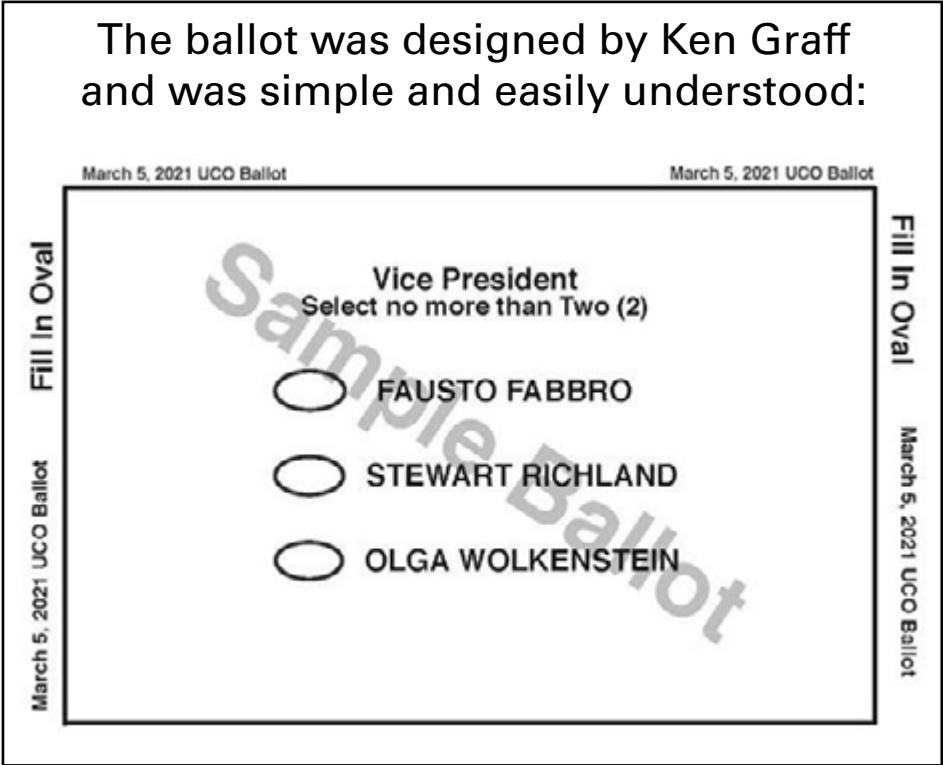 The ballot was designed by Ken Graff
and was simple and easily understood:
March 5, 2021 UCO Ballot
March 5, 2021 UCO Ballot
Fill In Oval
March 5, 2021 UCO Ballot
Sample Ballot
Vice President
Select no more than Two (2)
FAUSTO FABBRO
STEWART RICHLAND
OLGA WOLKENSTEIN
Fill In Oval
March 5, 2021 UCO Ballot